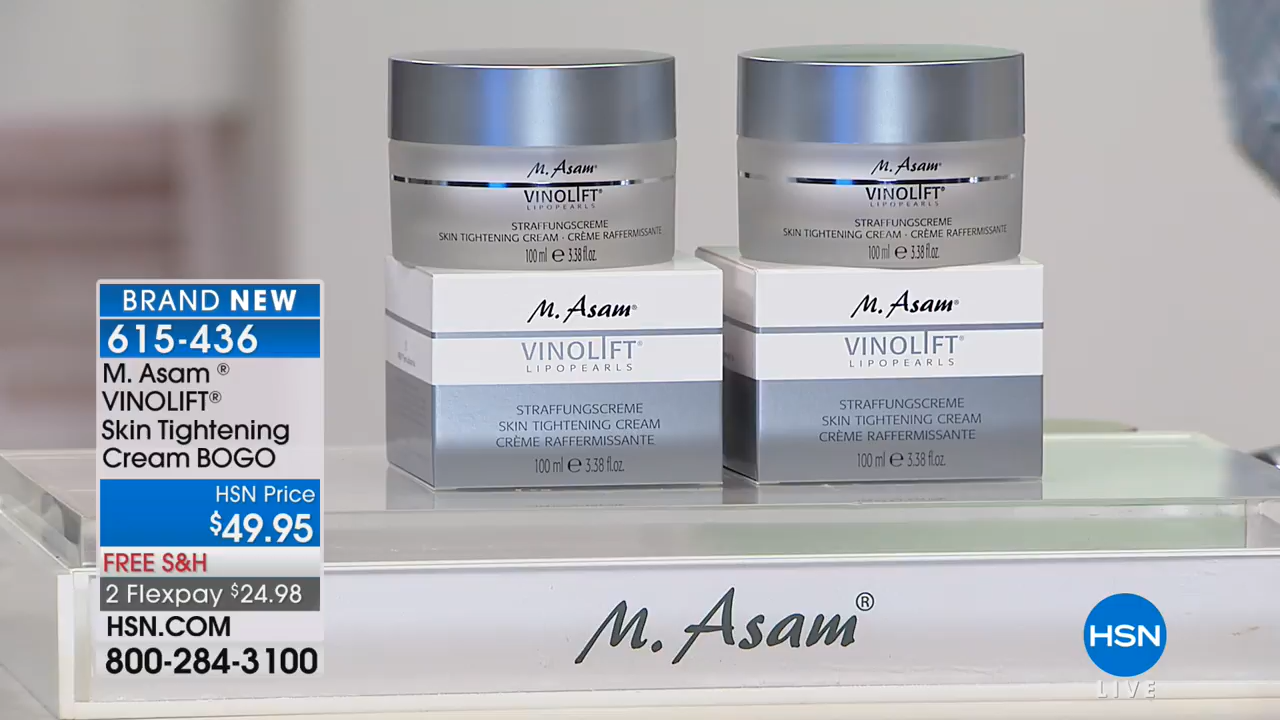 M. Asam®
VINOLIFT®
LIPOPEARLS
STRAFFUNGSCREME
SKIN TIGHTENING CREAM · CRÈME RAFFERMISSANTE
100 ml ℮ 3.38 fl.oz.
M. Asam®
VINOLIFT®
LIPOPEARLS
STRAFFUNGSCREME
SKIN TIGHTENING CREAM · CRÈME RAFFERMISSANTE
100 ml ℮ 3.38 fl.oz.
M. Asam®
VINOLIFT®
LIPOPEARLS
STRAFFUNGSCREME
SKIN TIGHTENING CREAM
CRÈME RAFFERMISSANTE
100 ml ℮ 3.38 fl.oz.
M. Asam®
VINOLIFT®
LIPOPEARLS
STRAFFUNGSCREME
SKIN TIGHTENING CREAM
CRÈME RAFFERMISSANTE
100 ml ℮ 3.38 fl.oz.
BRAND NEW
615-436
M. Asam ®
VINOLIFT®
Skin Tightening
Cream BOGO
HSN Price
$49.95
FREE S&H
2 Flexpay $24.98
HSN.COM
800-284-3100
M. Asam®
HSN
LIVE